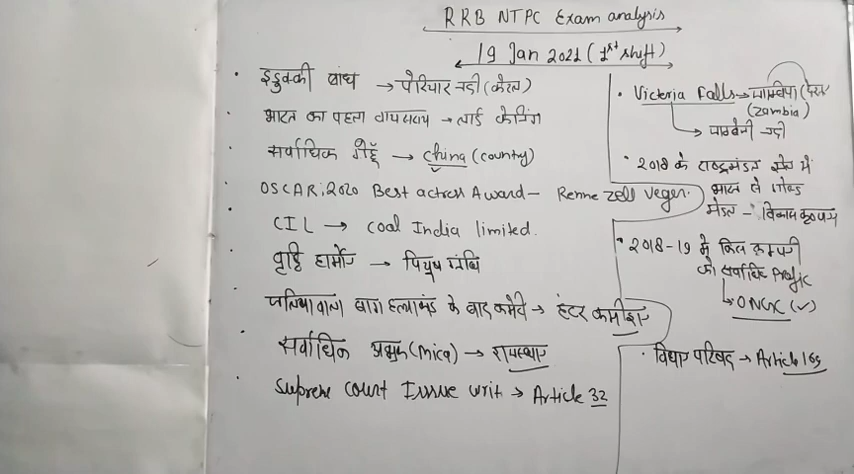 RRB NTPC Exam analysis
19 Jan 2021 (1st shift)
इडुक्की बांध → पेरियार नदी (केरल)
भारत का पहला वायसराय → लार्ड केनिंग
सर्वाधिक गेहूँ → China (country)
OSCAR:2020 Best actress Award - Renne Zell veger.
CIL → Coal India limited.
वृद्धि हार्मोन → पियूष ग्रंथि
जलियावाला बाग हत्याकांड के बाद कमेटी → हंटर कमीशन
सर्वाधिक अभ्रक (mica) → राजस्थान
Supreme Court Issue writ → Article 32
Victoria Falls → जाम्बिया (देश)
(Zambia)
→ जाम्बेजी नदी
2018 के राष्ट्रमंडल खेल में
भारत से गोल्ड
मेडल -
2018-19 में किस कम्पनी
को सर्वाधिक Profit
→ ONGC (✓)
विधान परिषद → Article 169